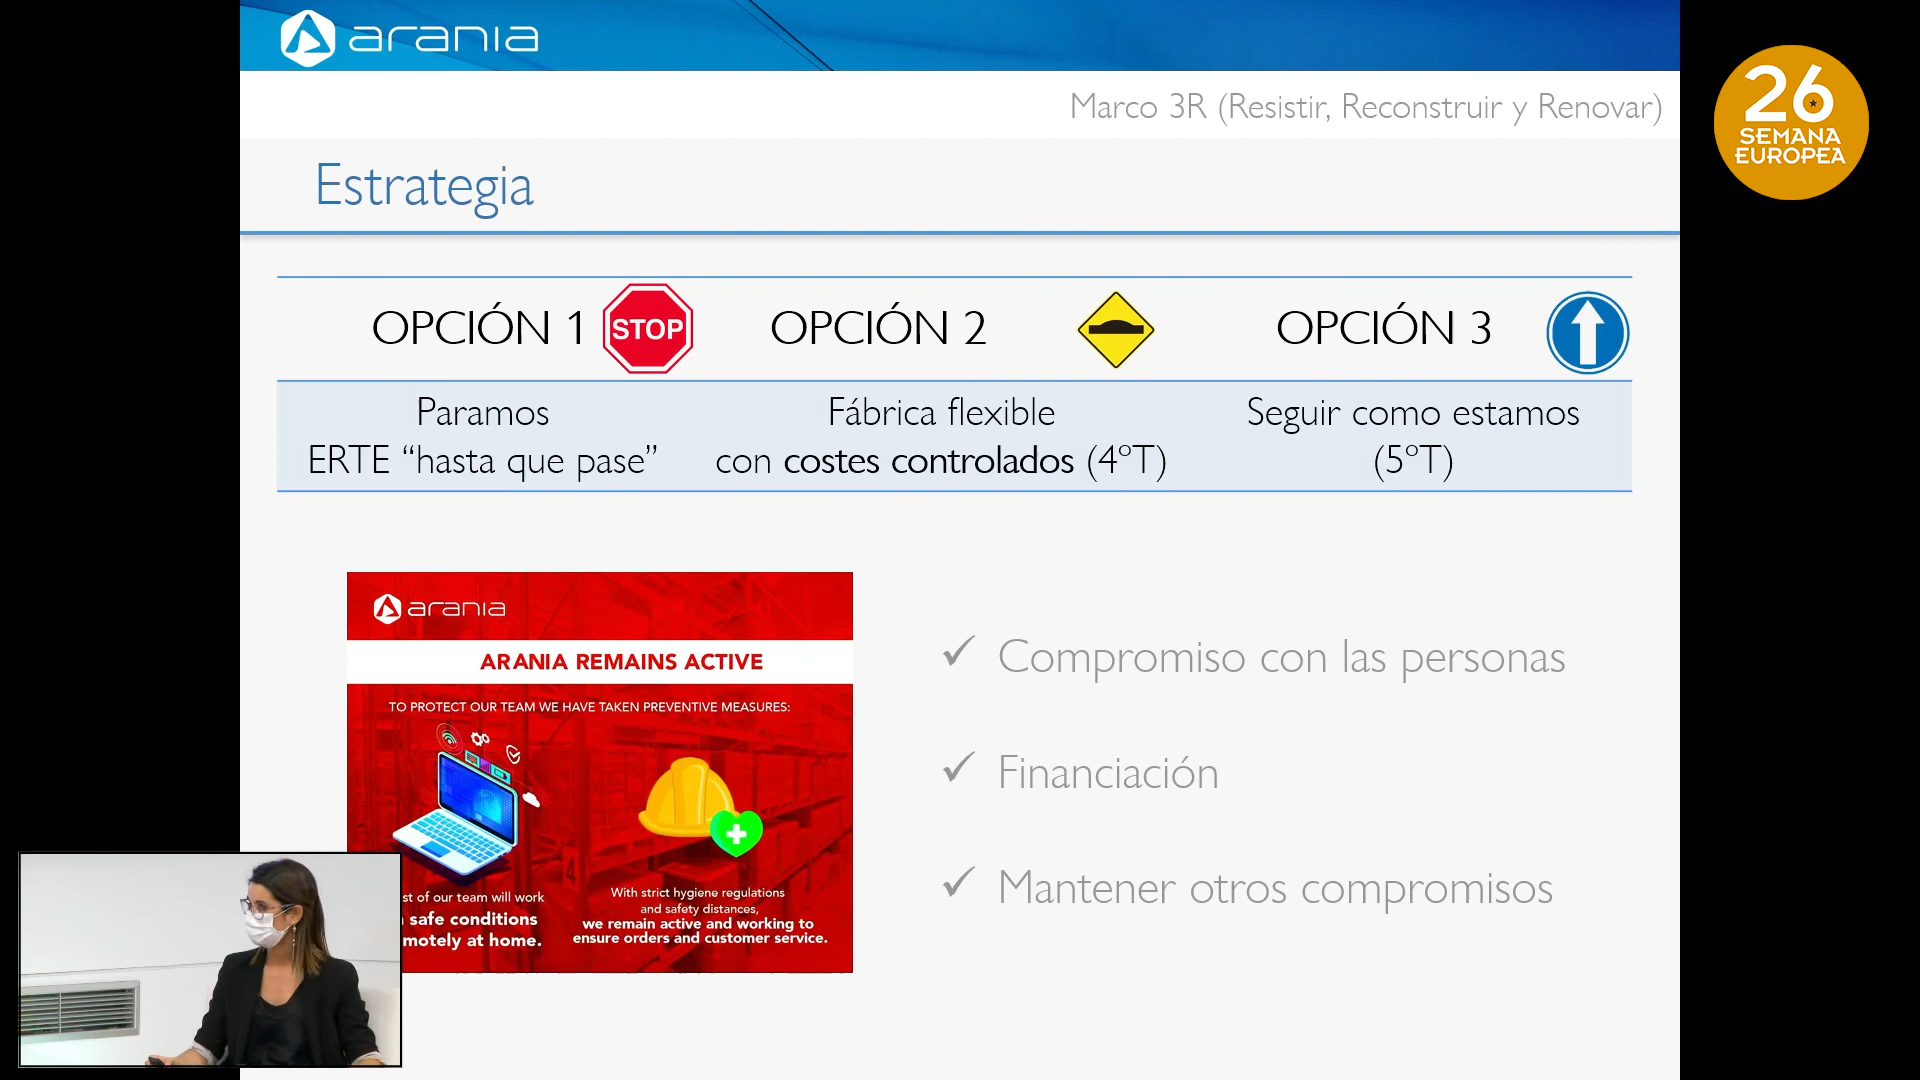 arania
26
SEMANA
EUROPEA
Marco 3R (Resistir, Reconstruir y Renovar)
Estrategia
OPCIÓN 1
STOP
OPCIÓN 2
OPCIÓN 3
Paramos
ERTE “hasta que pase”
Fábrica flexible
con costes controlados (4ºT)
Seguir como estamos
(5ºT)
arania
ARANIA REMAINS ACTIVE
TO PROTECT OUR TEAM WE HAVE TAKEN PREVENTIVE MEASURES:
of our team will work
safe conditions
at home.
With strict hygiene regulations
and safety distances,
we remain active and working to
ensure orders and customer service.
✓ Compromiso con las personas
✓ Financiación
✓ Mantener otros compromisos